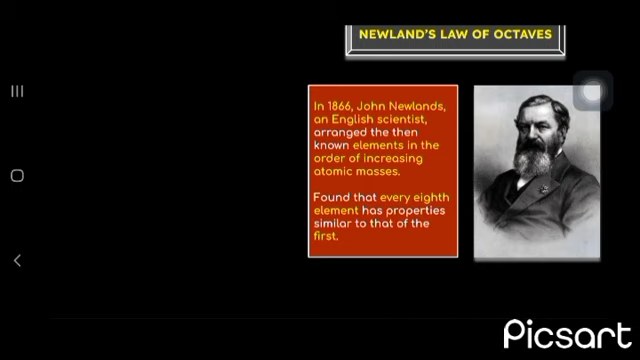 NEWLAND'S LAW OF OCTAVES
In 1866, John Newlands,
an English scientist,
arranged the then
known elements in the
order of increasing
atomic masses.
Found that every eighth
element has properties
similar to that of the
first.
Picsart